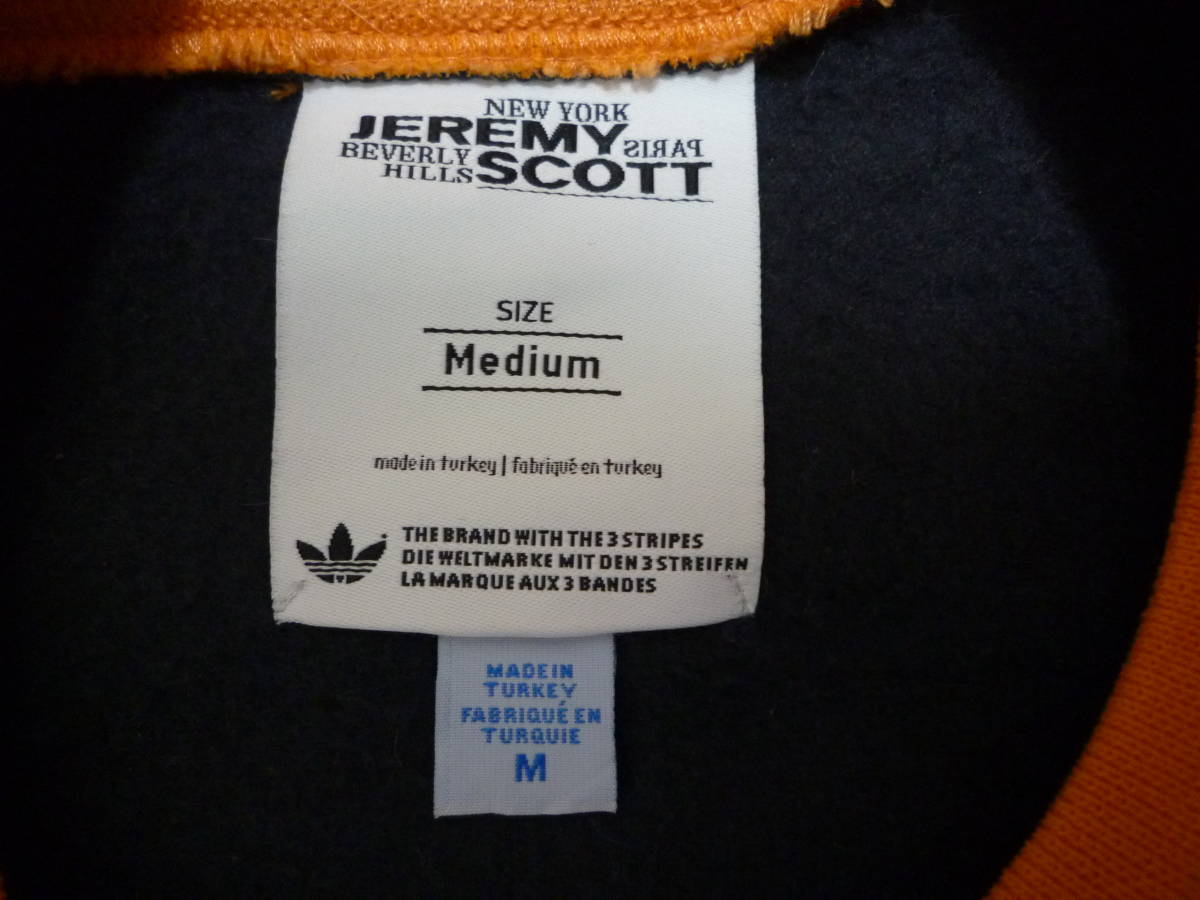 NEW YORK
JEREMY
PARIS
BEVERLY
HILLS
SCOTT
SIZE
Medium
made in turkey | fabriqué en turkey
THE BRAND WITH THE 3 STRIPES
DIE WELTMARKE MIT DEN 3 STREIFEN
LA MARQUE AUX 3 BANDES
MADE IN
TURKEY
FABRIQUÉ EN
TURQUIE
M